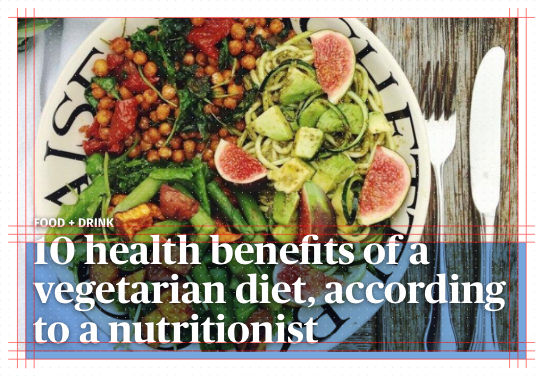 FOOD + DRINK
10 health benefits of a
vegetarian diet, according
to a nutritionist